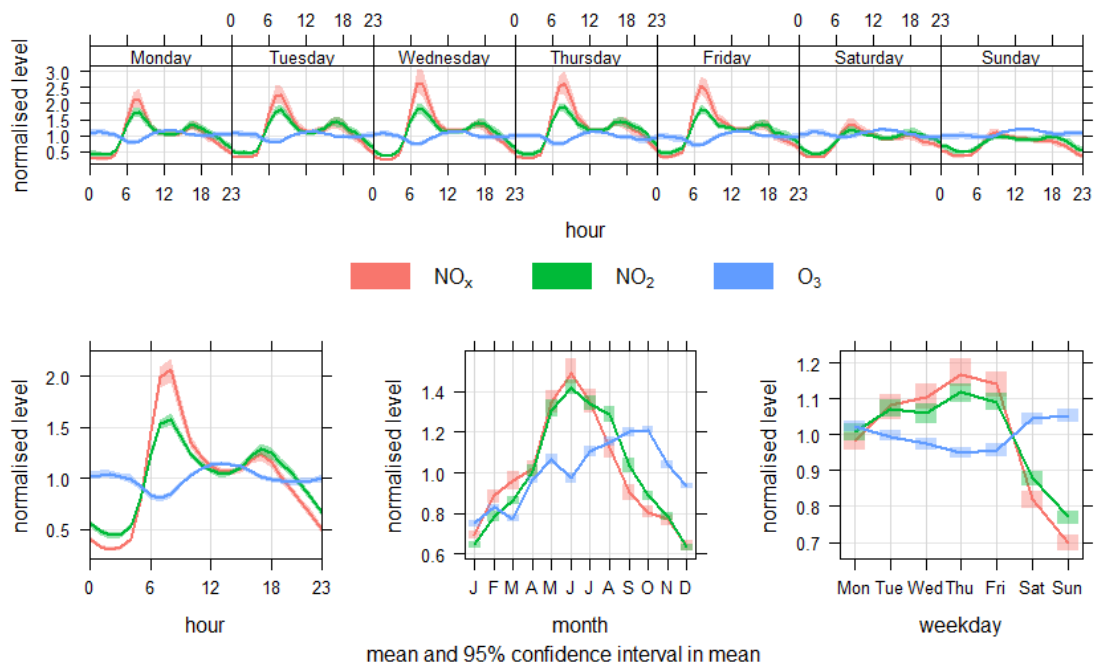 0 6 12 18 23 0 6 12 18 23 0 6 12 18 23
Monday Tuesday Wednesday Thursday Friday Saturday Sunday
normalised level
3.0
2.5
2.0
1.5
1.0
0.5
0 6 12 18 23 0 6 12 18 23 0 6 12 18 23 0 6 12 18 23
hour
NOx NO2 O3
normalised level
2.0
1.5
1.0
0.5
0 6 12 18 23
hour
normalised level
1.4
1.2
1.0
0.8
0.6
J F M A M J J A S O N D
month
normalised level
1.2
1.1
1.0
0.9
0.8
0.7
Mon Tue Wed Thu Fri Sat Sun
weekday
mean and 95% confidence interval in mean